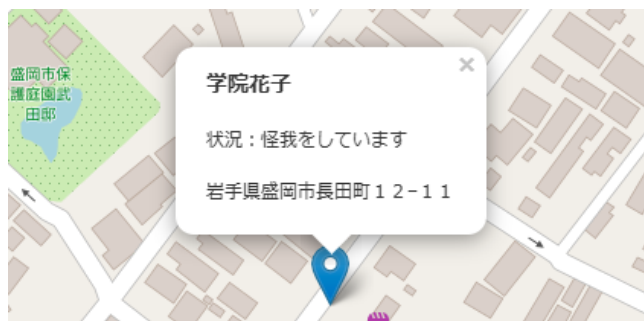 盛岡市保
護庭園武
田邸
学院花子
×
状況：怪我をしています
岩手県盛岡市長田町１２−１１